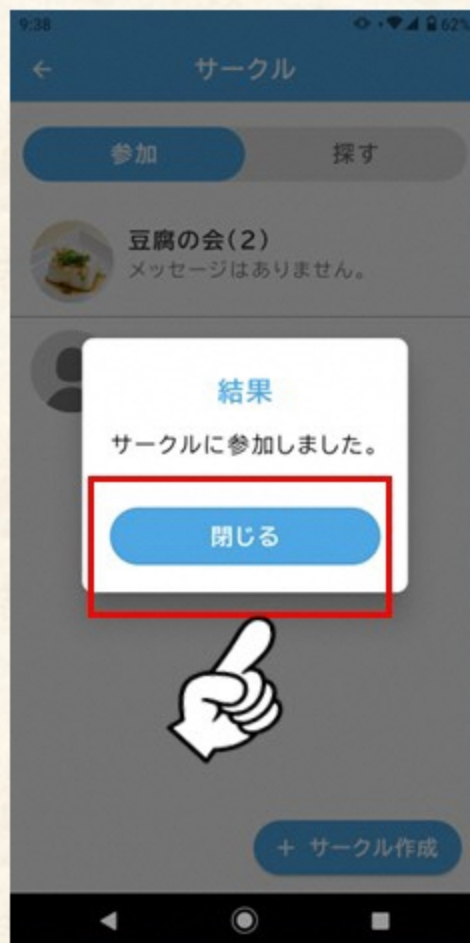 9:38
62%
サークル
参加
探す
豆腐の会(2)
メッセージはありません。
結果
サークルに参加しました。
閉じる
+ サークル作成